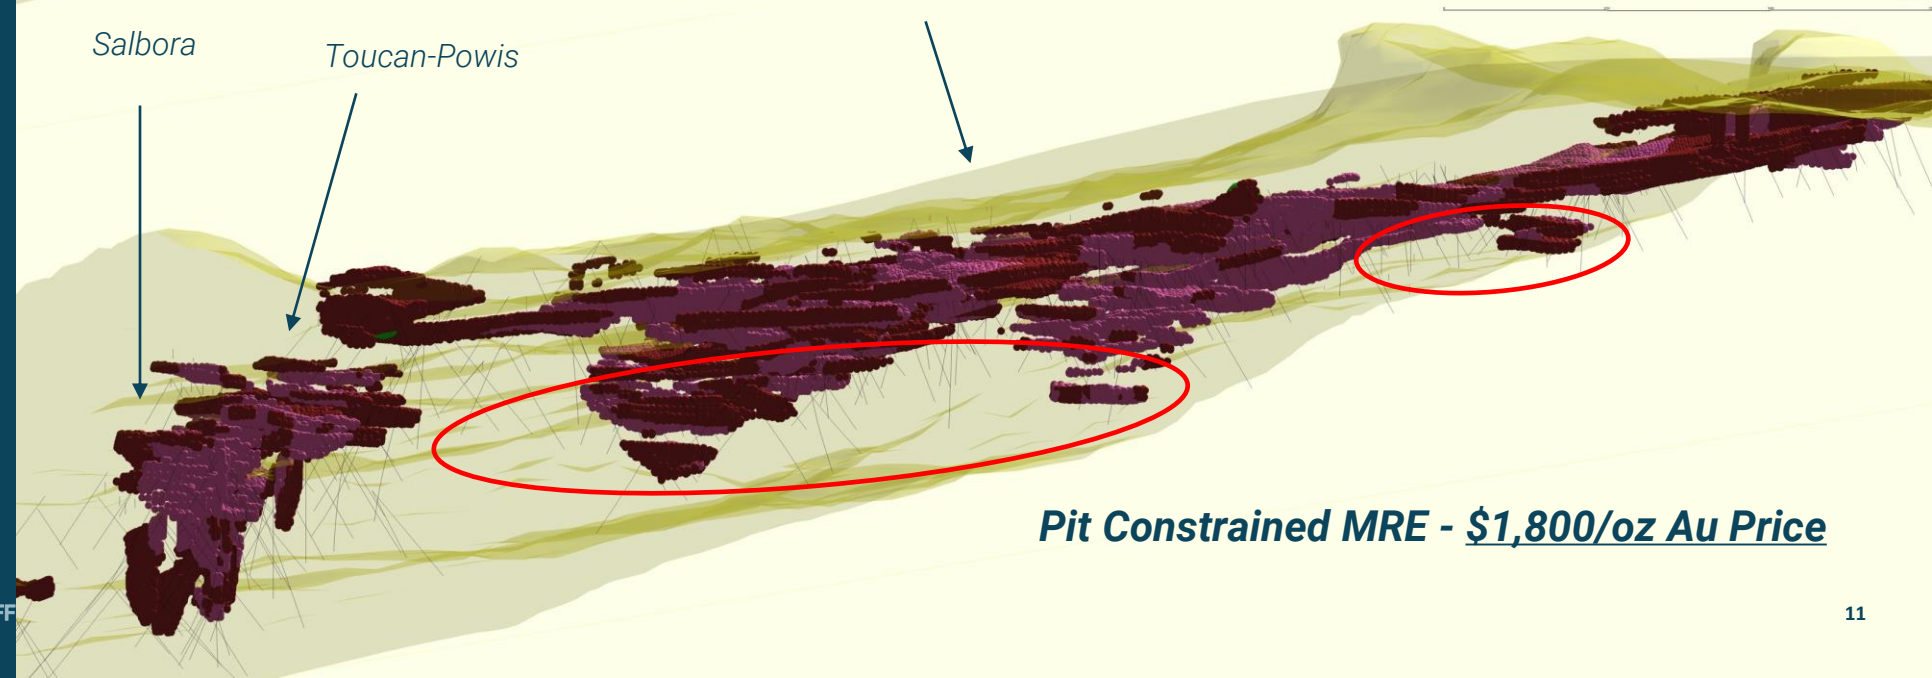 Salbora
Toucan-Powis
Pit Constrained MRE - $1,800/oz Au Price
11